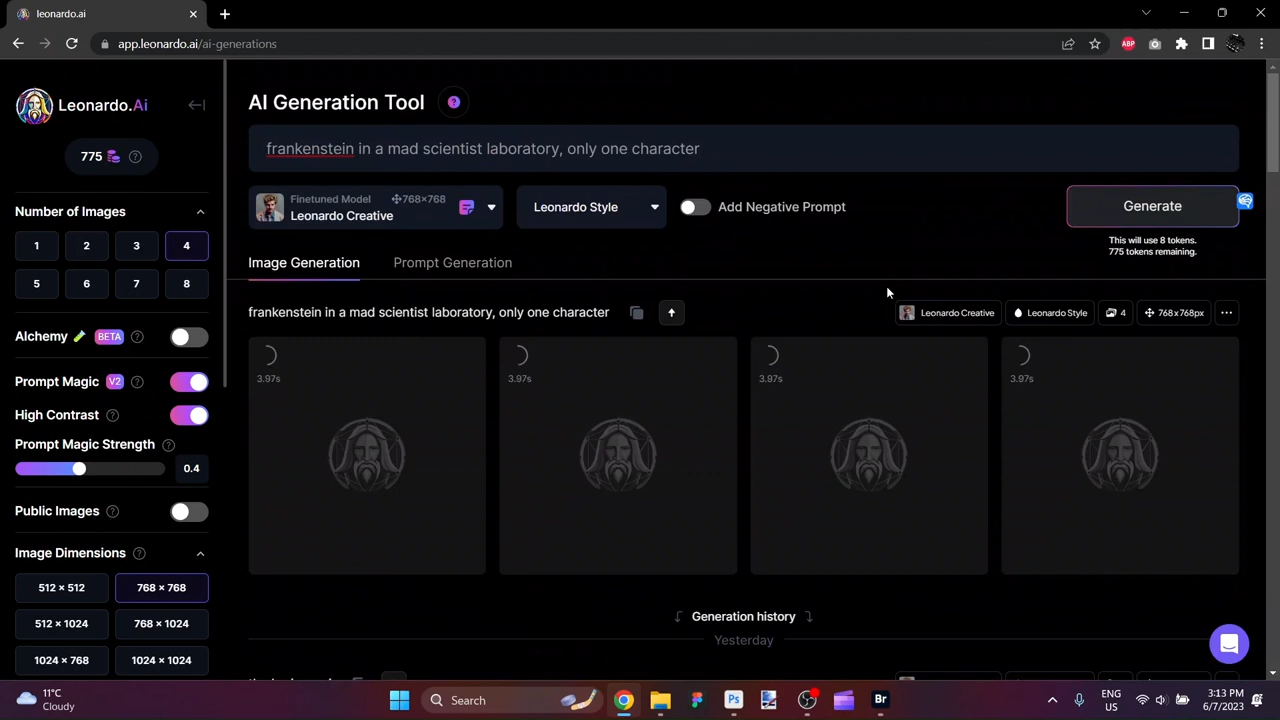 leonardo.ai
app.leonardo.ai/ai-generations
ABP
Leonardo.Ai
775
Number of Images
1 2 3 4
5 6 7 8
Alchemy BETA
Prompt Magic V2
High Contrast
Prompt Magic Strength
0.4
Public Images
Image Dimensions
512 × 512 768 × 768
512 × 1024 768 × 1024
1024 × 768 1024 × 1024
AI Generation Tool ?
frankenstein in a mad scientist laboratory, only one character
Finetuned Model 768×768
Leonardo Creative
Leonardo Style
Add Negative Prompt
Generate
This will use 8 tokens.
775 tokens remaining.
Image Generation Prompt Generation
frankenstein in a mad scientist laboratory, only one character
Leonardo Creative Leonardo Style 4 768x768px
3.97s 3.97s 3.97s 3.97s
Generation history
Yesterday
11°C
Cloudy
Search
Ps
Br
ENG
US
3:13 PM
6/7/2023